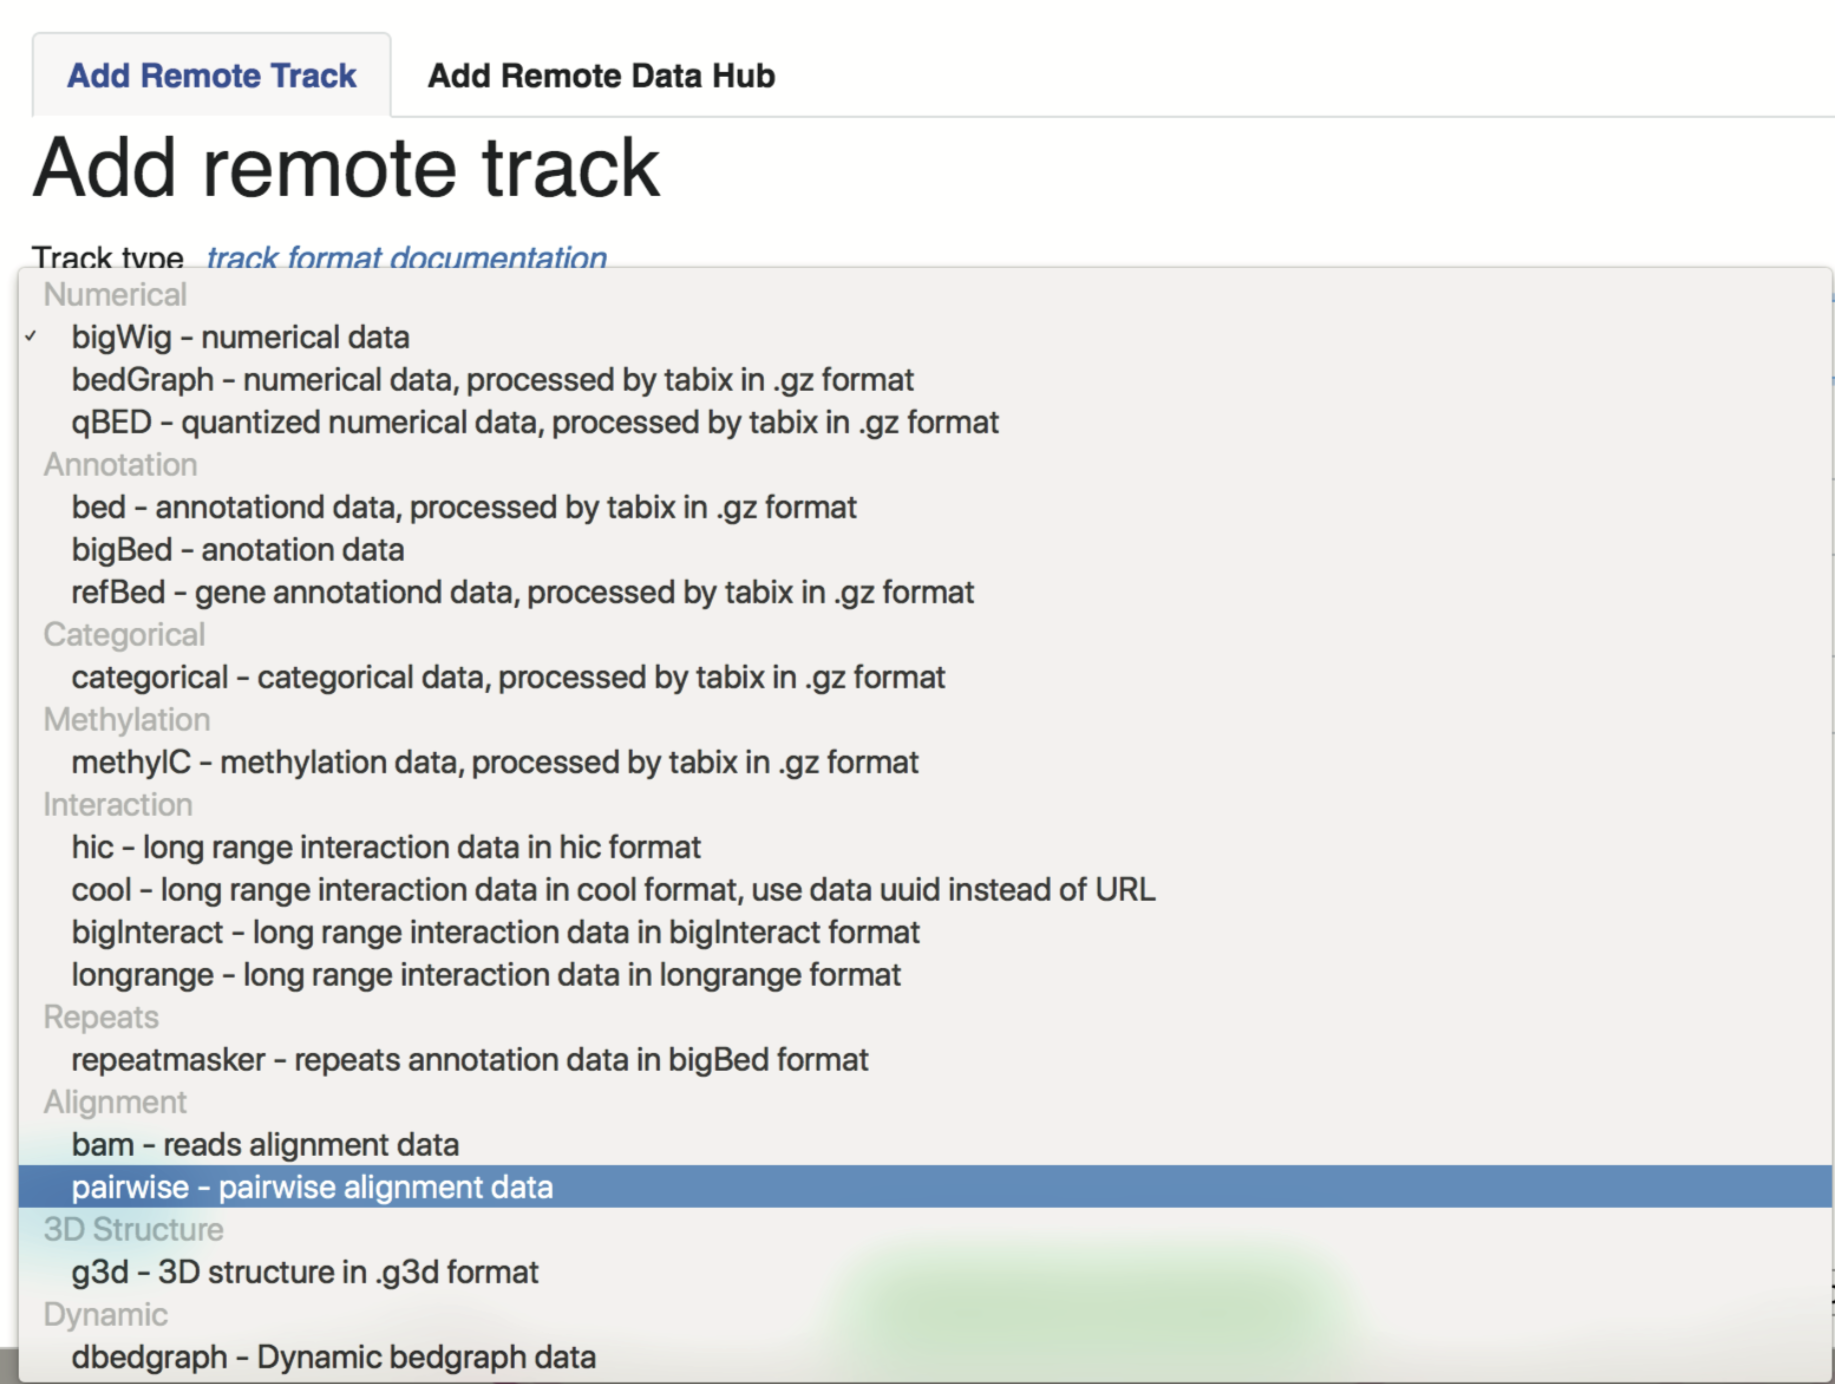 Add Remote Track
Add Remote Data Hub
Add remote track
Track type track format documentation
Numerical
✓ bigWig - numerical data
bedGraph - numerical data, processed by tabix in .gz format
qBED - quantized numerical data, processed by tabix in .gz format
Annotation
bed - annotationd data, processed by tabix in .gz format
bigBed - anotation data
refBed - gene annotationd data, processed by tabix in .gz format
Categorical
categorical - categorical data, processed by tabix in .gz format
Methylation
methylC - methylation data, processed by tabix in .gz format
Interaction
hic - long range interaction data in hic format
cool - long range interaction data in cool format, use data uuid instead of URL
bigInteract - long range interaction data in bigInteract format
longrange - long range interaction data in longrange format
Repeats
repeatmasker - repeats annotation data in bigBed format
Alignment
bam - reads alignment data
pairwise - pairwise alignment data
3D Structure
g3d - 3D structure in .g3d format
Dynamic
dbedgraph - Dynamic bedgraph data